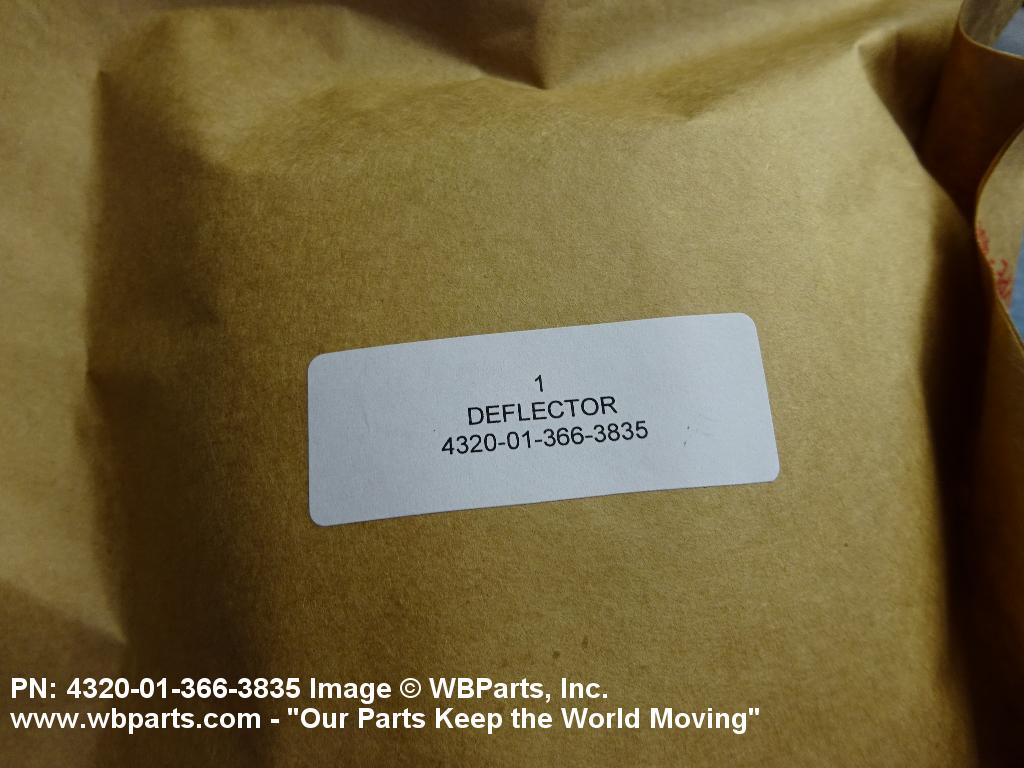 1
DEFLECTOR
4320-01-366-3835
PN: 4320-01-366-3835 Image © WBParts, Inc.
www.wbparts.com - "Our Parts Keep the World Moving"